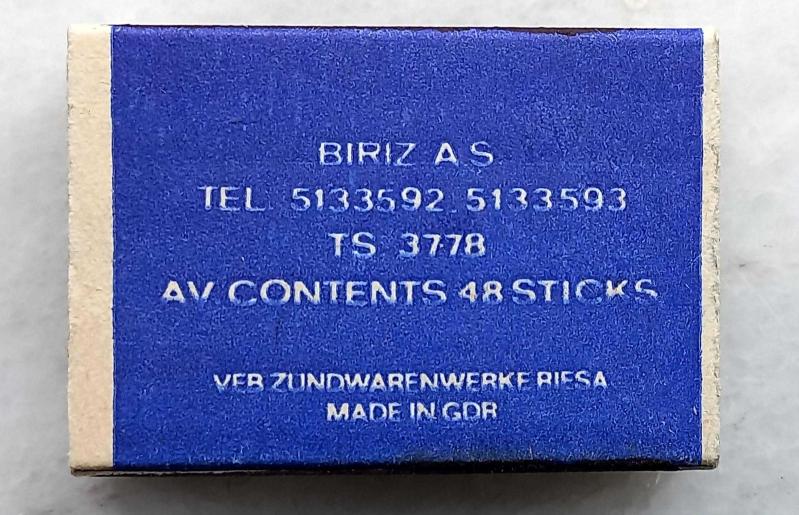 BIRIZ A.S
TEL. 5133592 5133593
TS 3778
AV. CONTENTS 48 STICKS
VEB ZUNDWARENWERKE RIESA
MADE IN GDR